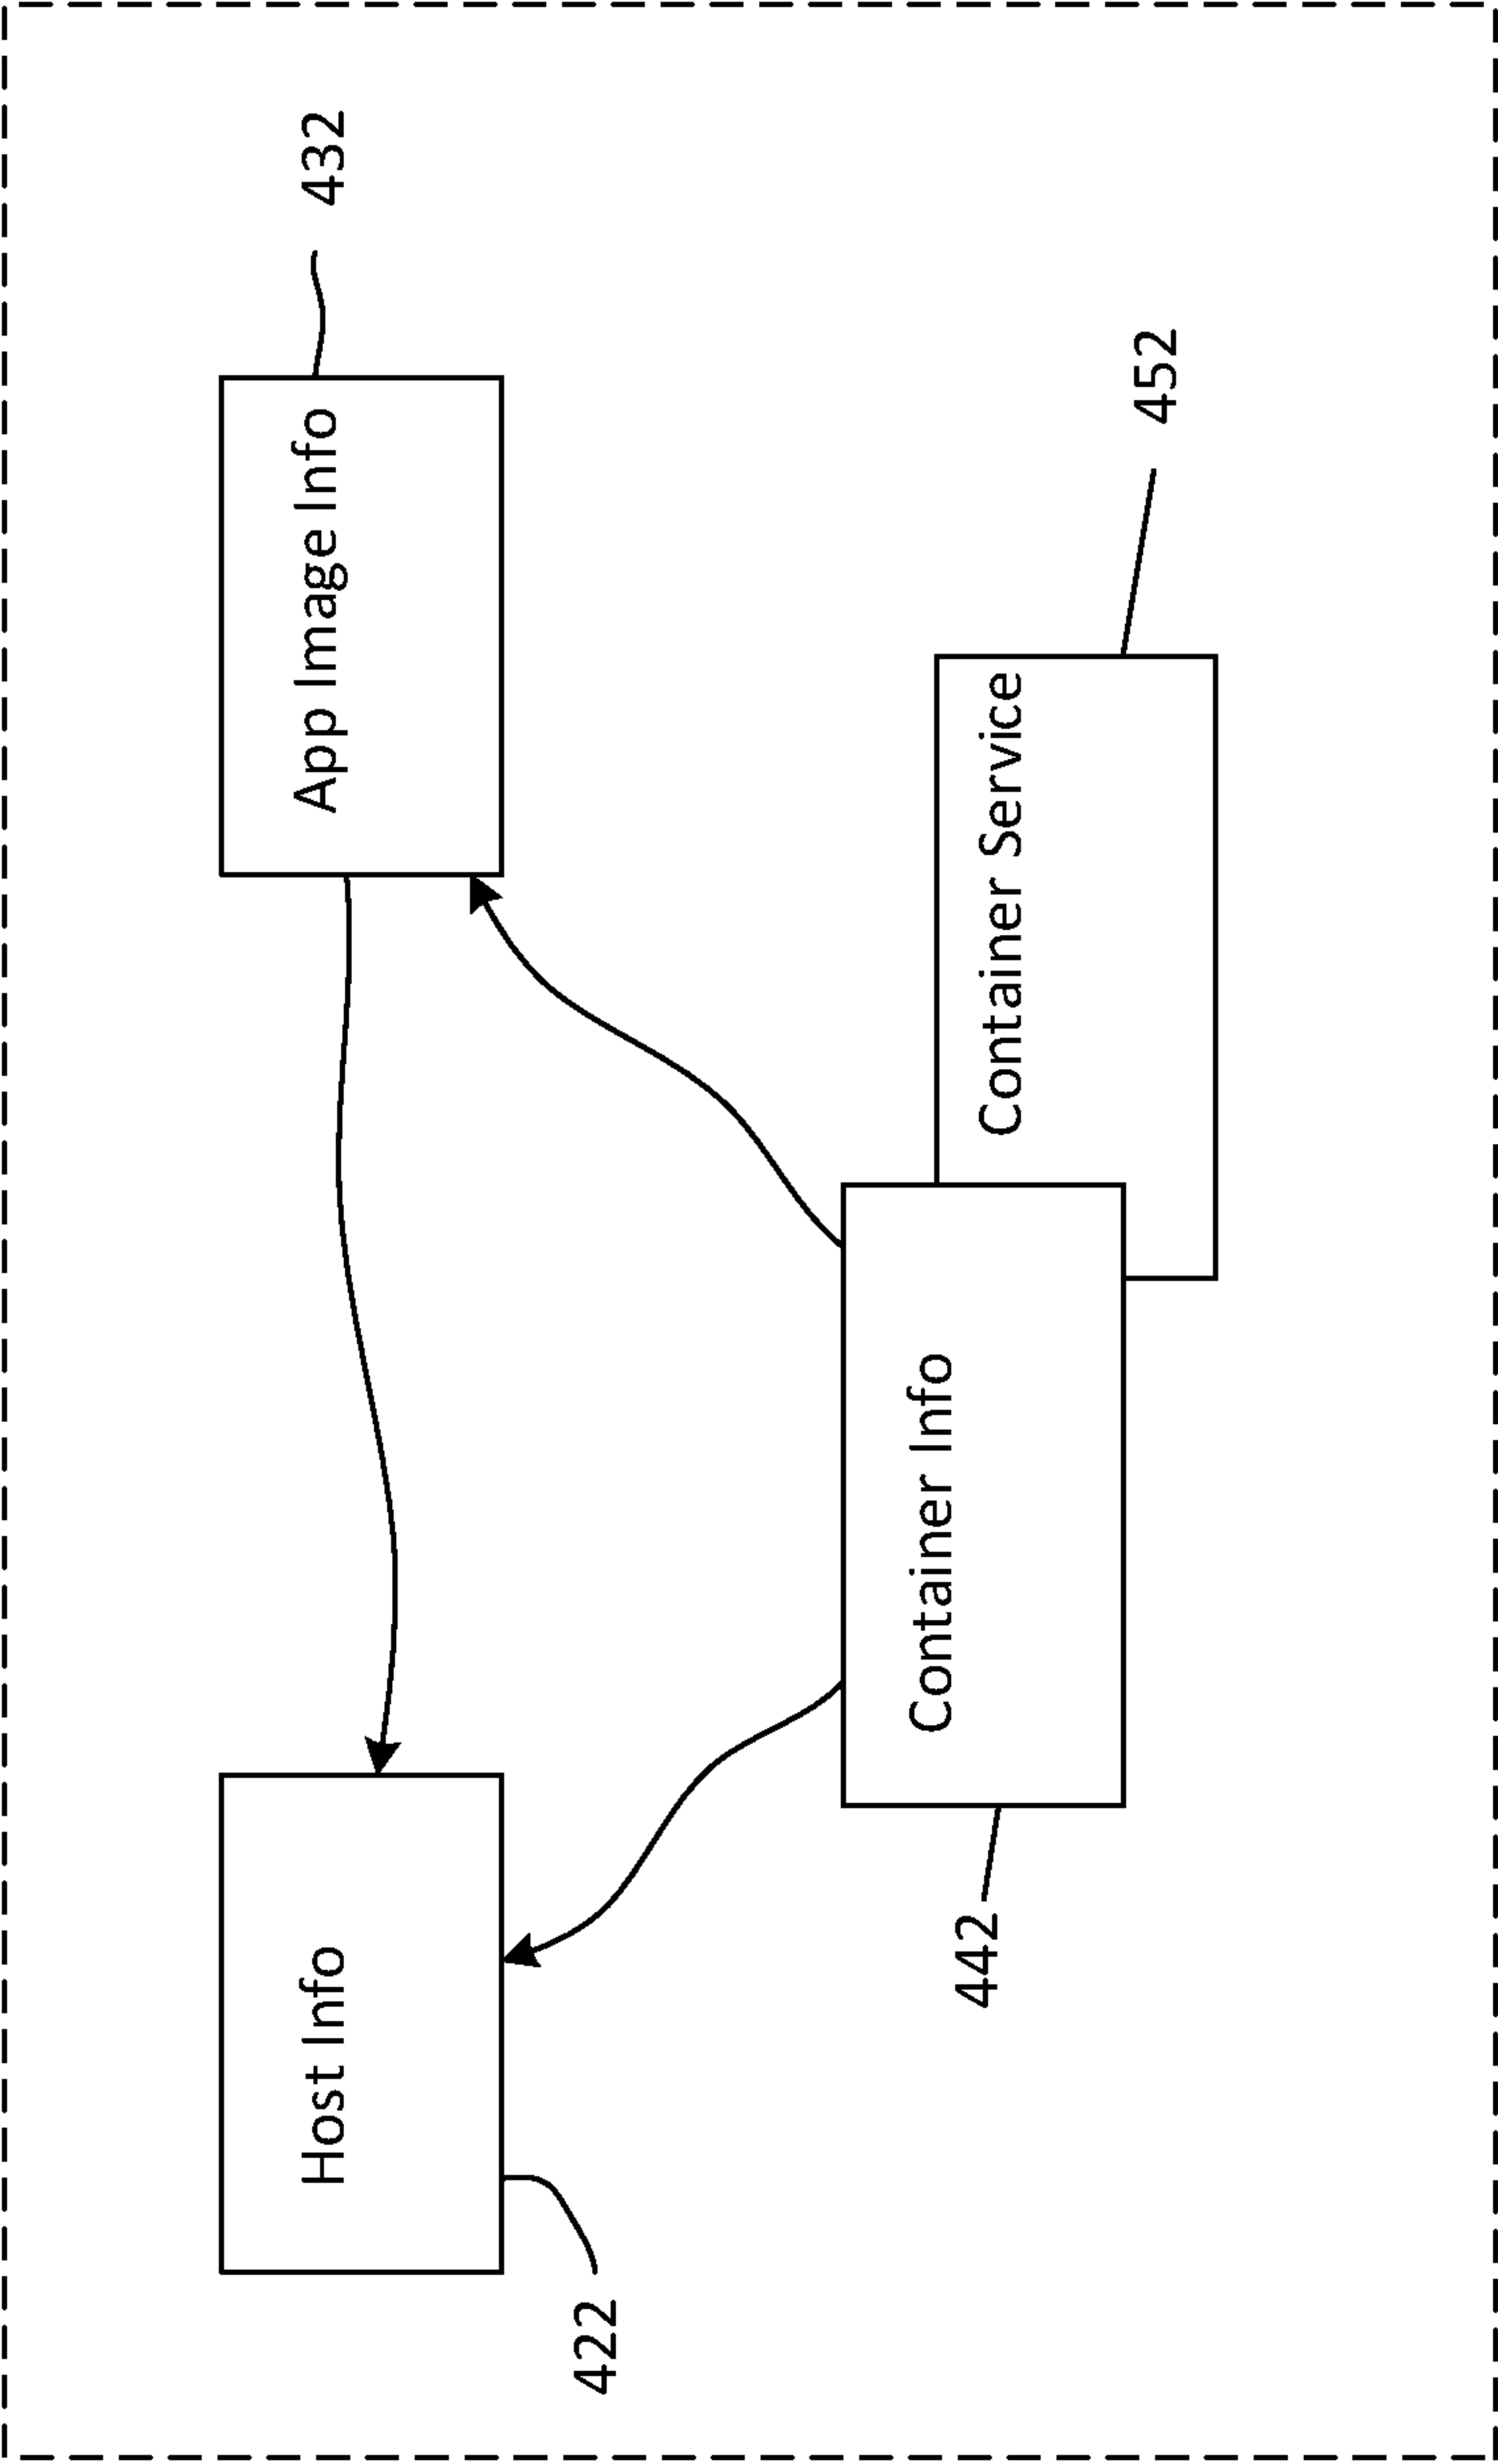 Host Info
App Image Info
432
422
Container Info
Container Service
442
452